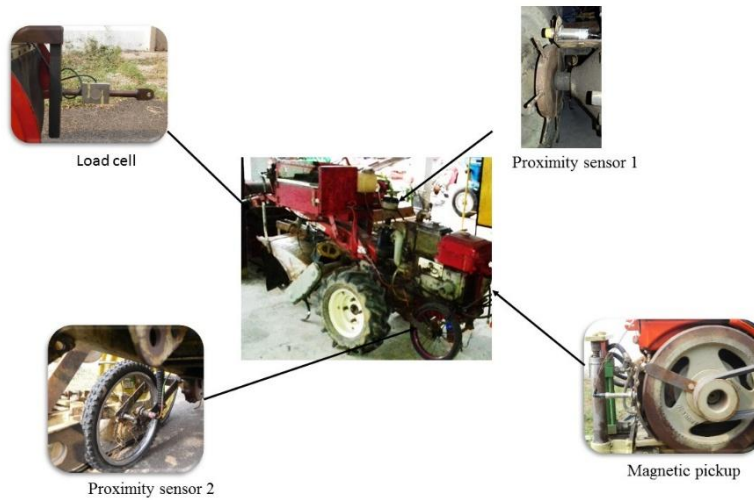 Load cell
Proximity sensor 1
Proximity sensor 2
Magnetic pickup